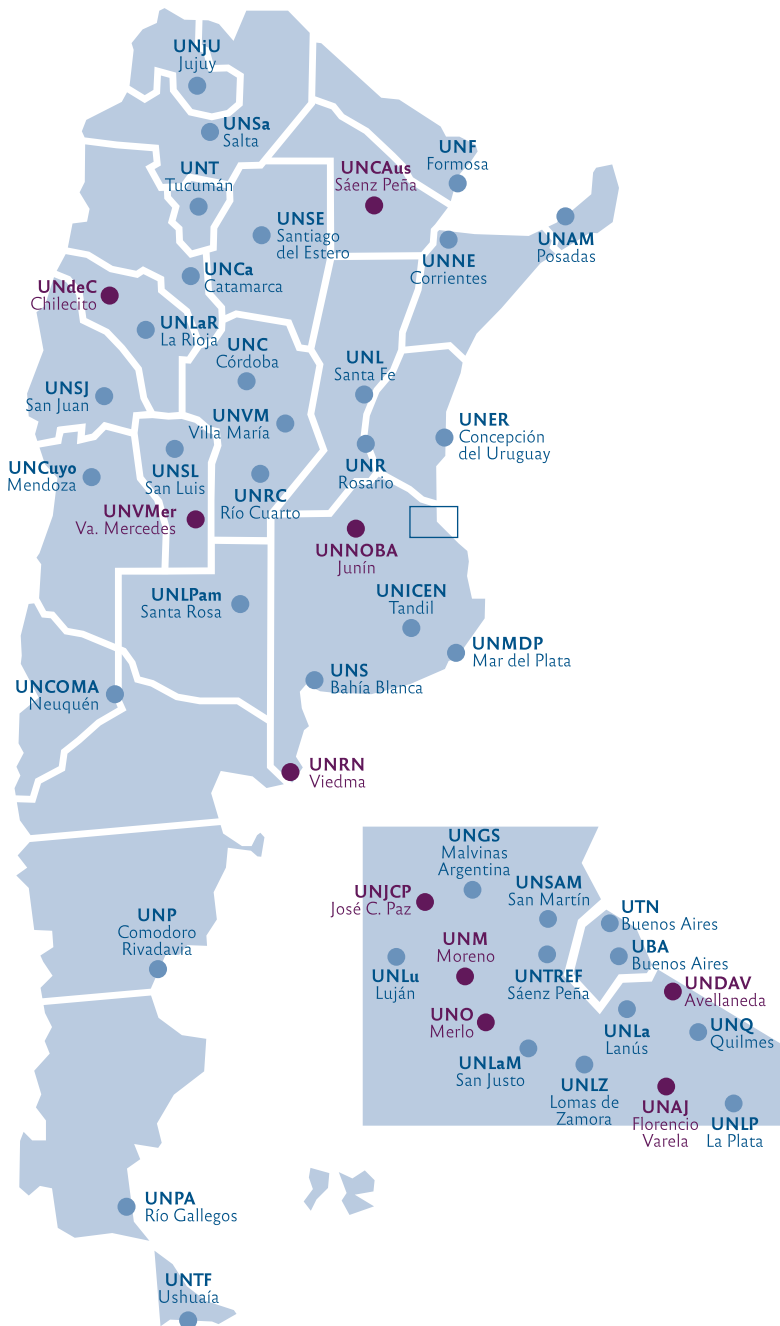 UNjU
Jujuy
UNSa
Salta
UNT
Tucumán
UNCAus
Sáenz Peña
UNF
Formosa
UNSE
Santiago
del Estero
UNAM
Posadas
UNNE
Corrientes
UNCa
Catamarca
UNdeC
Chilecito
UNLaR
La Rioja
UNC
Córdoba
UNL
Santa Fe
UNSJ
San Juan
UNVM
Villa María
UNER
Concepción
del Uruguay
UNCuyo
Mendoza
UNSL
San Luis
UNR
Rosario
UNRC
Río Cuarto
UNVMer
Va. Mercedes
UNNOBA
Junín
UNLPam
Santa Rosa
UNICEN
Tandil
UNMDP
Mar del Plata
UNS
Bahía Blanca
UNCOMA
Neuquén
UNRN
Viedma
UNGS
Malvinas
Argentina
UNJCP
José C. Paz
UNSAM
San Martín
UTN
Buenos Aires
UNP
Comodoro
Rivadavia
UNM
Moreno
UBA
Buenos Aires
UNLu
Luján
UNTREF
Sáenz Peña
UNDAV
Avellaneda
UNO
Merlo
UNLa
Lanús
UNQ
Quilmes
UNLaM
San Justo
UNLZ
Lomas de
Zamora
UNAJ
Florencio
Varela
UNLP
La Plata
UNPA
Río Gallegos
UNTF
Ushuaía